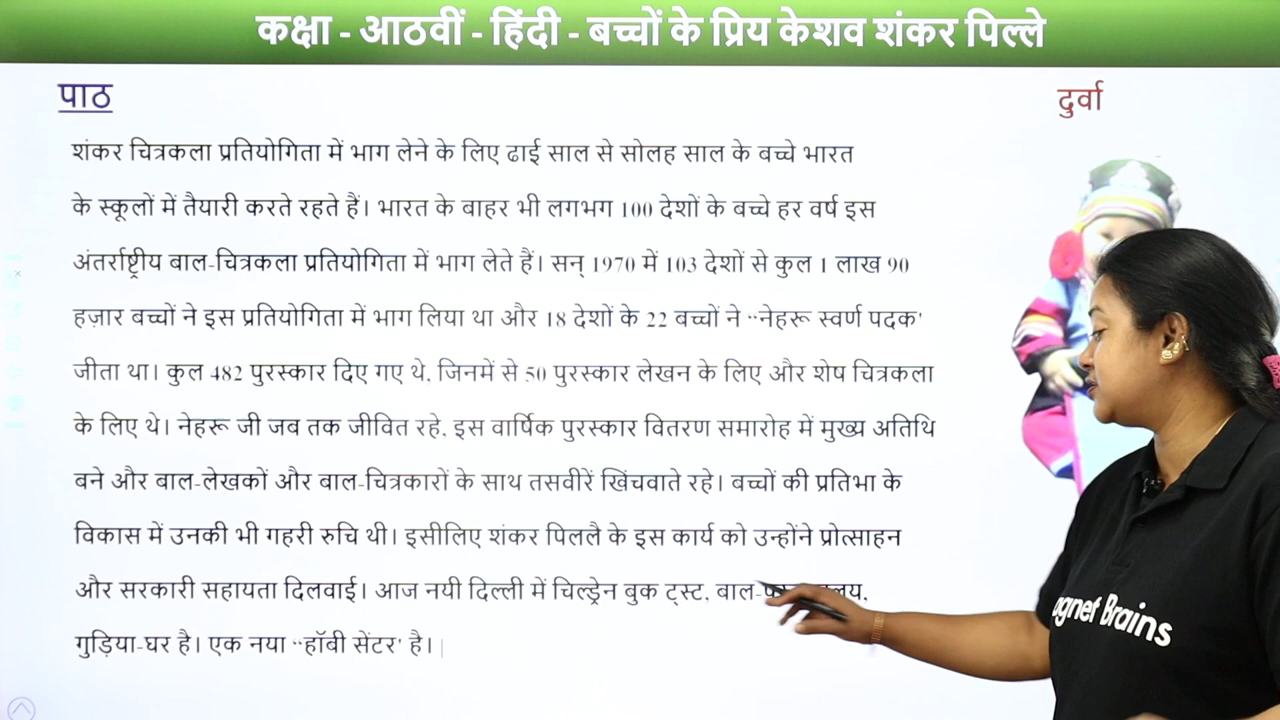 कक्षा - आठवीं - हिंदी - बच्चों के प्रिय केशव शंकर पिल्ले
पाठ
दुर्वा
शंकर चित्रकला प्रतियोगिता में भाग लेने के लिए ढाई साल से सोलह साल के बच्चे भारत
के स्कूलों में तैयारी करते रहते हैं। भारत के बाहर भी लगभग 100 देशों के बच्चे हर वर्ष इस
अंतर्राष्ट्रीय बाल-चित्रकला प्रतियोगिता में भाग लेते हैं। सन् 1970 में 103 देशों से कुल 1 लाख 90
हज़ार बच्चों ने इस प्रतियोगिता में भाग लिया था और 18 देशों के 22 बच्चों ने “नेहरू स्वर्ण पदक'
जीता था। कुल 482 पुरस्कार दिए गए थे, जिनमें से 50 पुरस्कार लेखन के लिए और शेष चित्रकला
के लिए थे। नेहरू जी जब तक जीवित रहे, इस वार्षिक पुरस्कार वितरण समारोह में मुख्य अतिथि
बने और बाल-लेखकों और बाल-चित्रकारों के साथ तसवीरें खिंचवाते रहे। बच्चों की प्रतिभा के
विकास में उनकी भी गहरी रुचि थी। इसीलिए शंकर पिललै के इस कार्य को उन्होंने प्रोत्साहन
और सरकारी सहायता दिलवाई। आज नयी दिल्ली में चिल्ड्रेन बुक ट्स्ट,
गुड़िया-घर है। एक नया “हॉबी सेंटर' है।
Brains